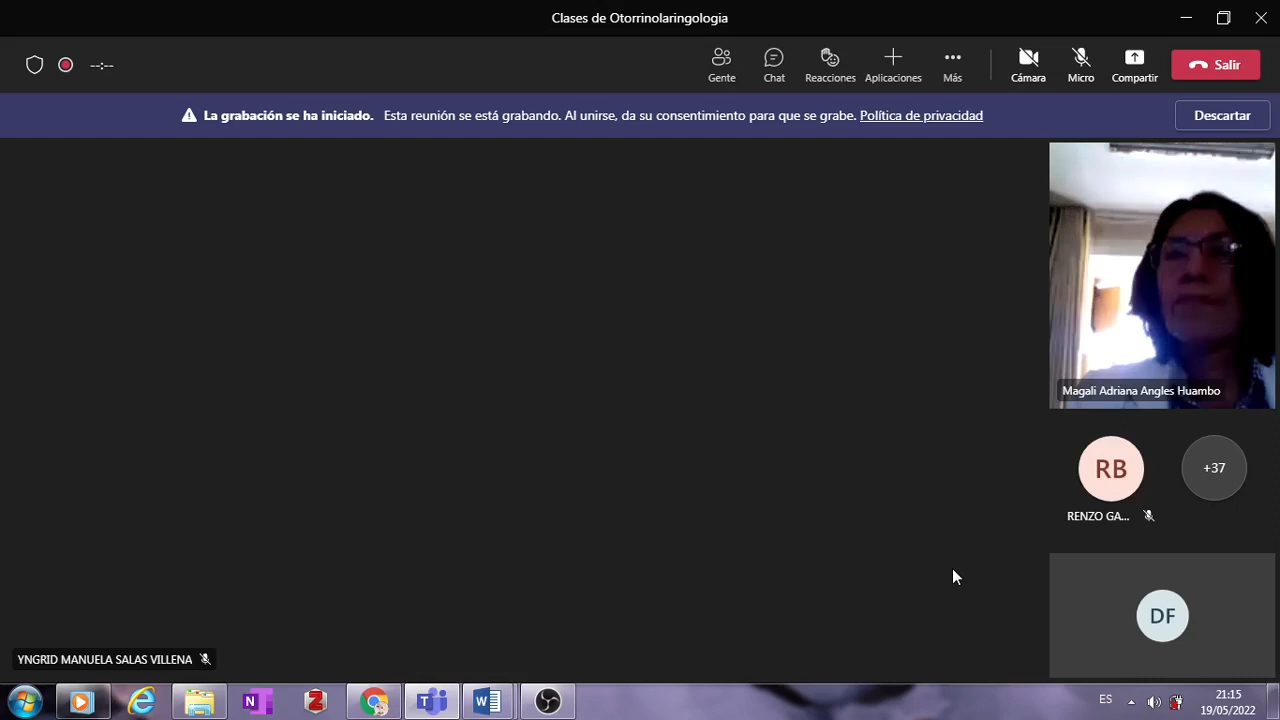 Clases de Otorrinolaringologia
--:--
Gente
Chat
Reacciones
Aplicaciones
Más
Cámara
Micro
Compartir
Salir
La grabación se ha iniciado. Esta reunión se está grabando. Al unirse, da su consentimiento para que se grabe. Política de privacidad
Descartar
Magali Adriana Angles Huambo
RB
+37
RENZO GA...
DF
YNGRID MANUELA SALAS VILLENA
N
Z
W
ES
21:15
19/05/2022